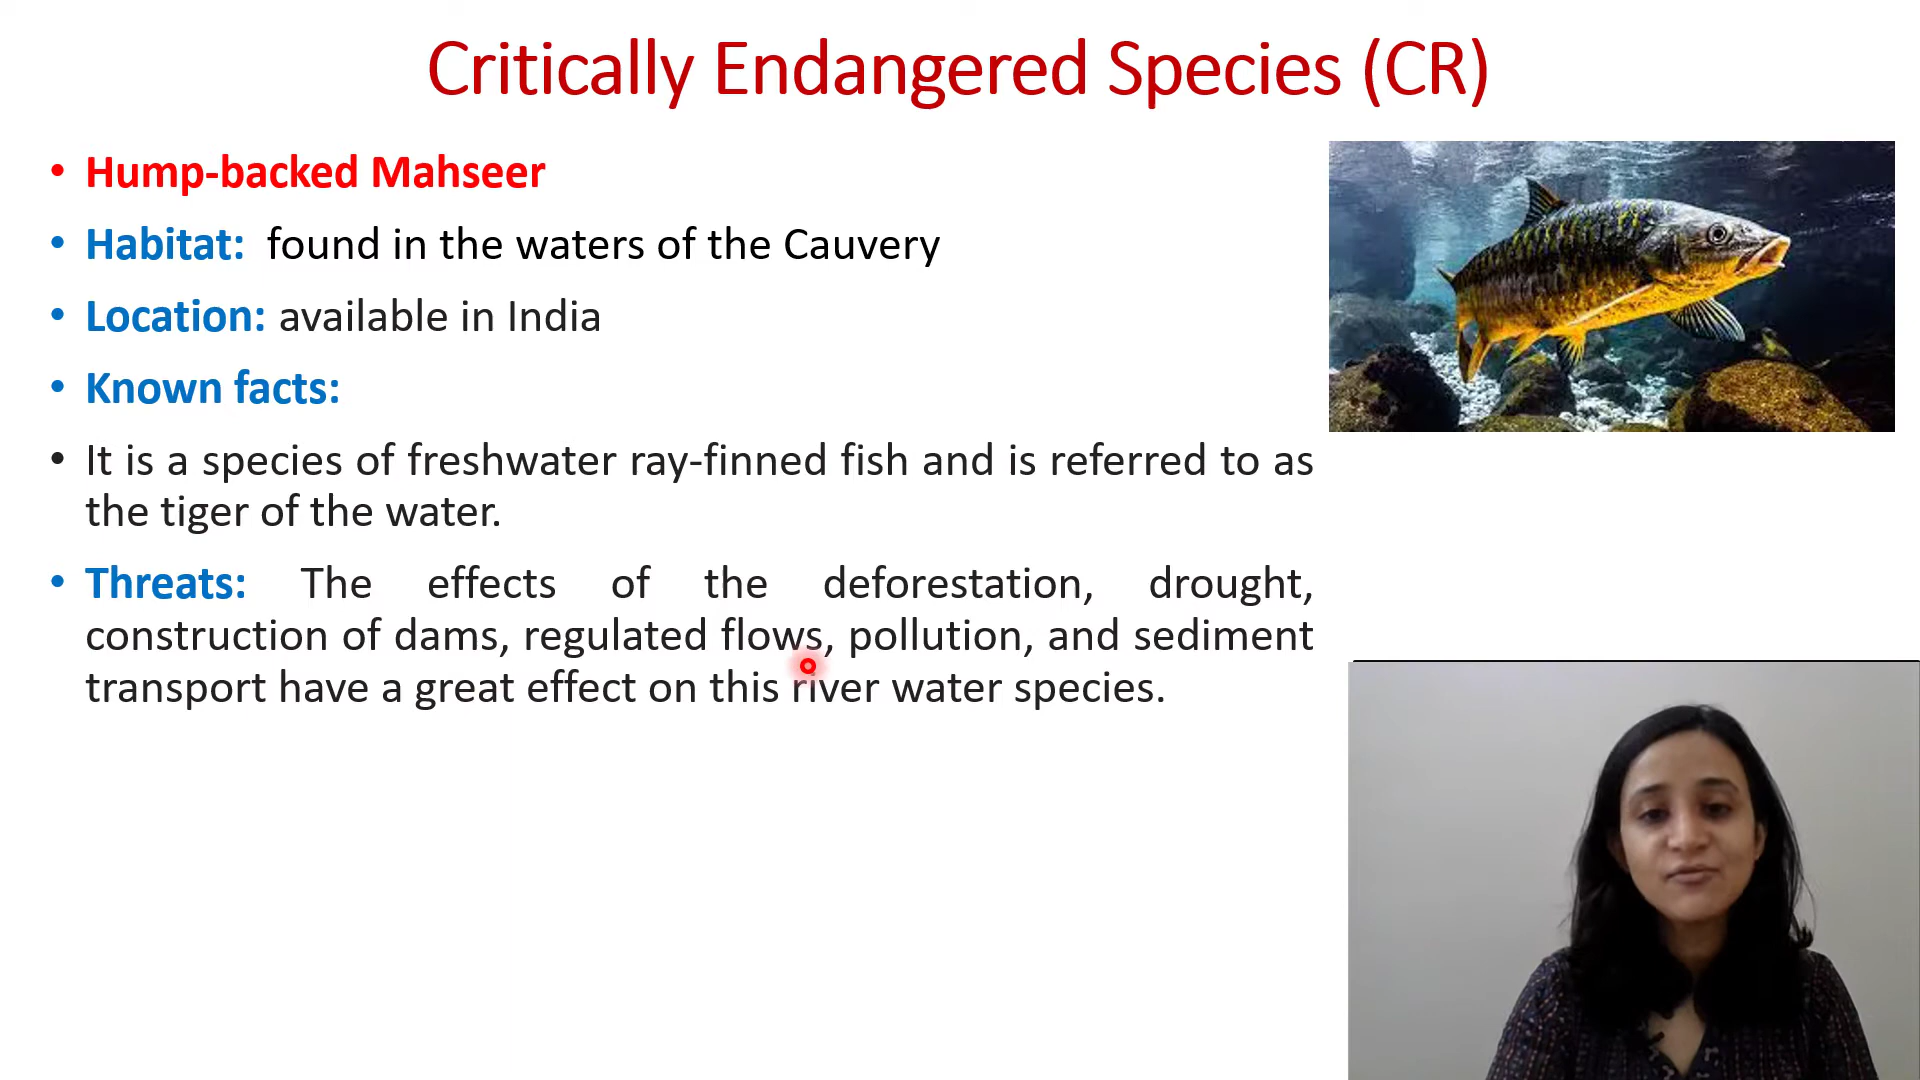 Critically Endangered Species (CR)
• Hump-backed Mahseer
• Habitat: found in the waters of the Cauvery
• Location: available in India
• Known facts:
• It is a species of freshwater ray-finned fish and is referred to as
the tiger of the water.
• Threats: The effects of the deforestation, drought,
construction of dams, regulated flows, pollution, and sediment
transport have a great effect on this river water species.